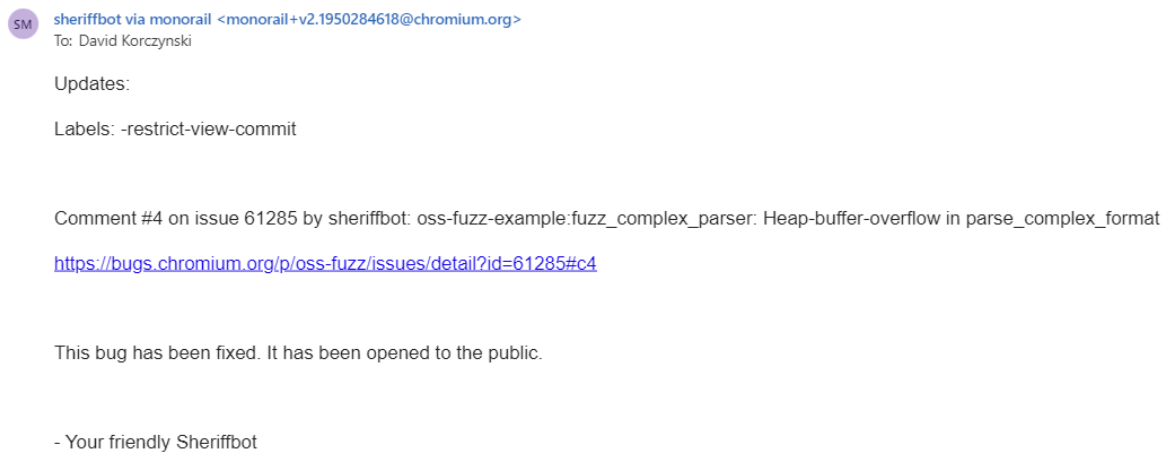 SM
sheriffbot via monorail <monorail+v2.1950284618@chromium.org>
To: David Korczynski
Updates:
Labels: -restrict-view-commit
Comment #4 on issue 61285 by sheriffbot: oss-fuzz-example:fuzz_complex_parser: Heap-buffer-overflow in parse_complex_format
https://bugs.chromium.org/p/oss-fuzz/issues/detail?id=61285#c4
This bug has been fixed. It has been opened to the public.
- Your friendly Sheriffbot